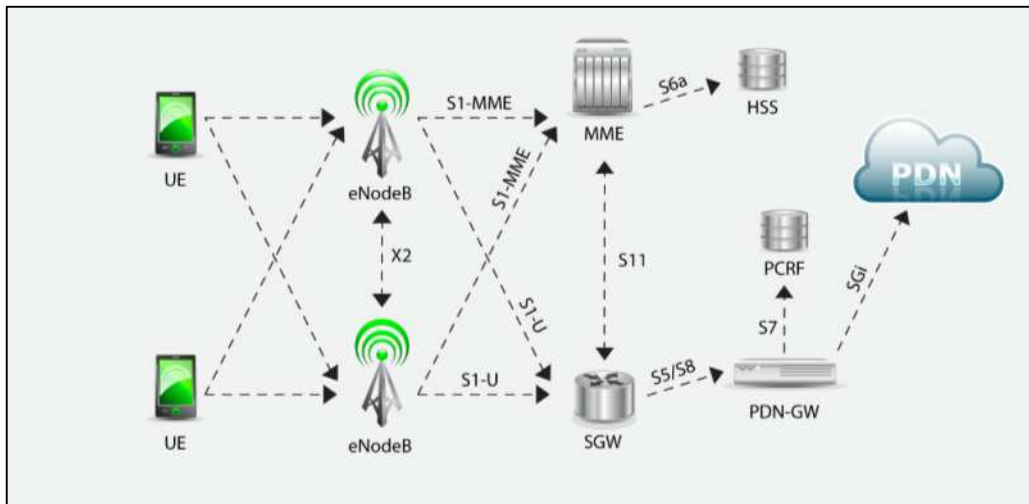 S1-MME
S6a
HSS
MME
UE
eNodeB
S1-MME
PDN
X2
S11
PCRF
SGi
S1-U
S7
S1-U
S5/S8
UE
eNodeB
SGW
PDN-GW